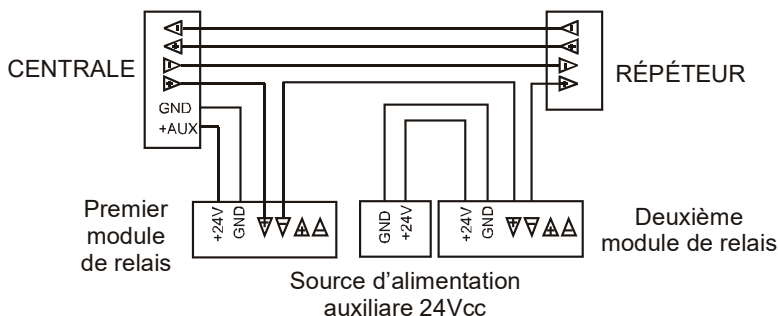 CENTRALE
GND
+AUX
RÉPÉTEUR
Premier
module
de relais
+24V
GND
GND
+24V
+24V
GND
Deuxième
module de relais
Source d'alimentation
auxiliare 24Vcc